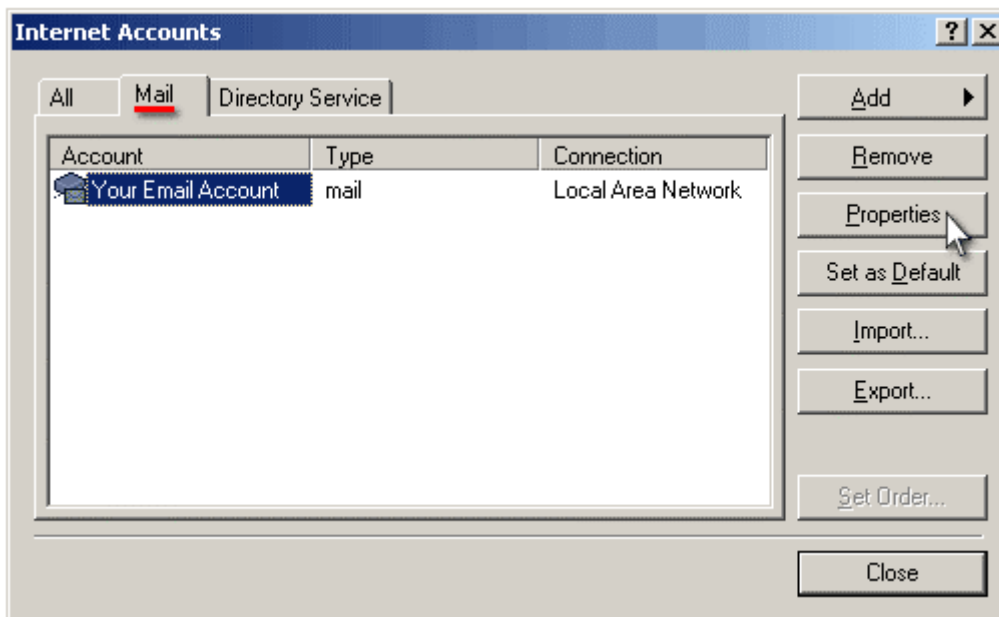 Internet Accounts
All Mail Directory Service
Account Type Connection
Your Email Account mail Local Area Network
Add
Remove
Properties
Set as Default
Import...
Export...
Set Order...
Close